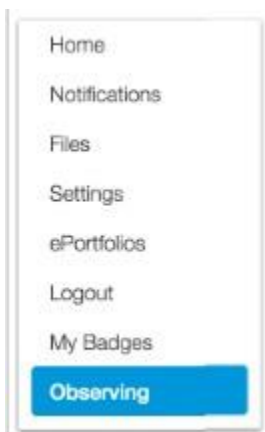 Home
Notifications
Files
Settings
ePortfolios
Logout
My Badges
Observing